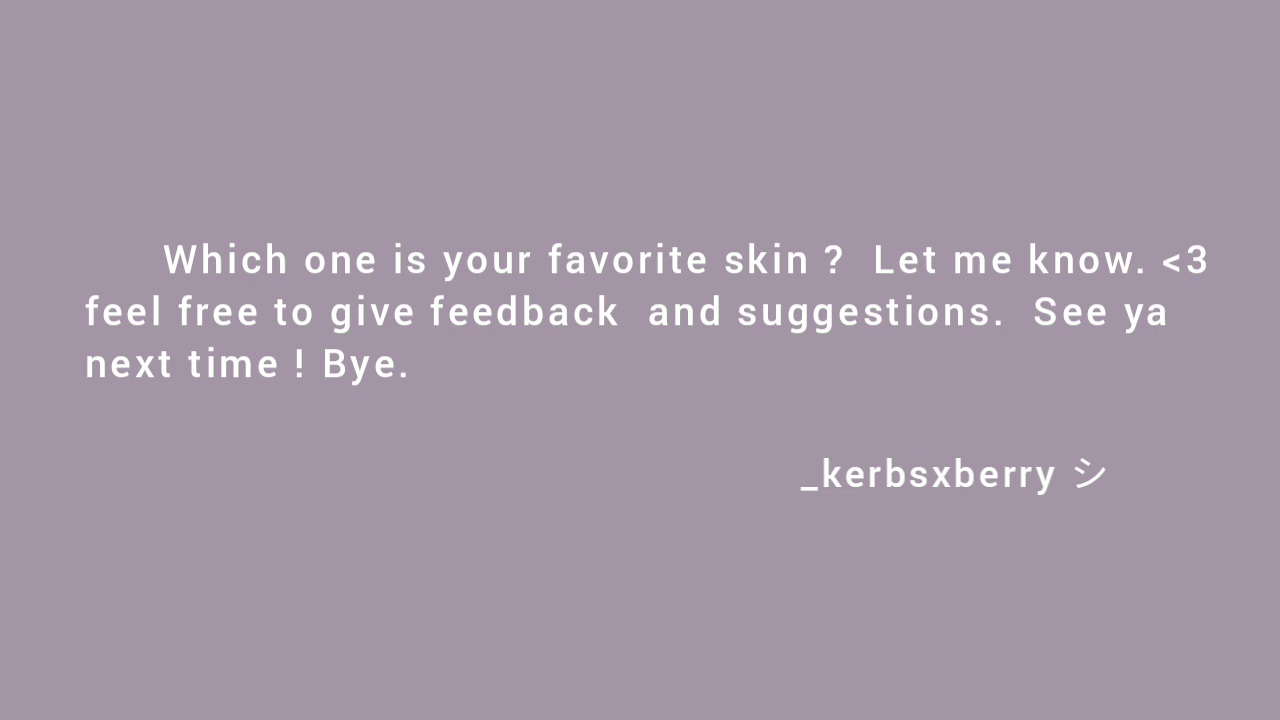 Which one is your favorite skin ?  Let me know. <3
feel free to give feedback  and suggestions.  See ya
next time ! Bye.
_kerbsxberry シ